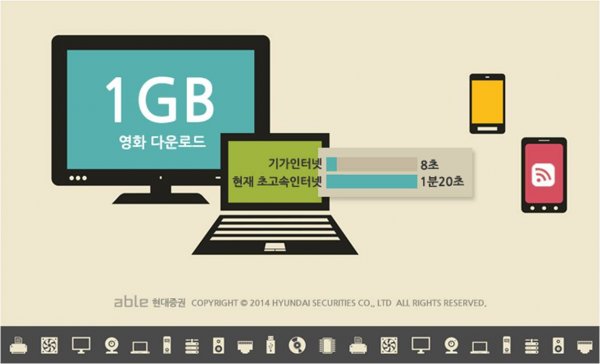 1GB
영화 다운로드
기가인터넷 8초
현재 초고속인터넷 1분20초
able 현대증권 COPYRIGHT © 2014 HYUNDAI SECURITIES CO., LTD ALL RIGHTS RESERVED.